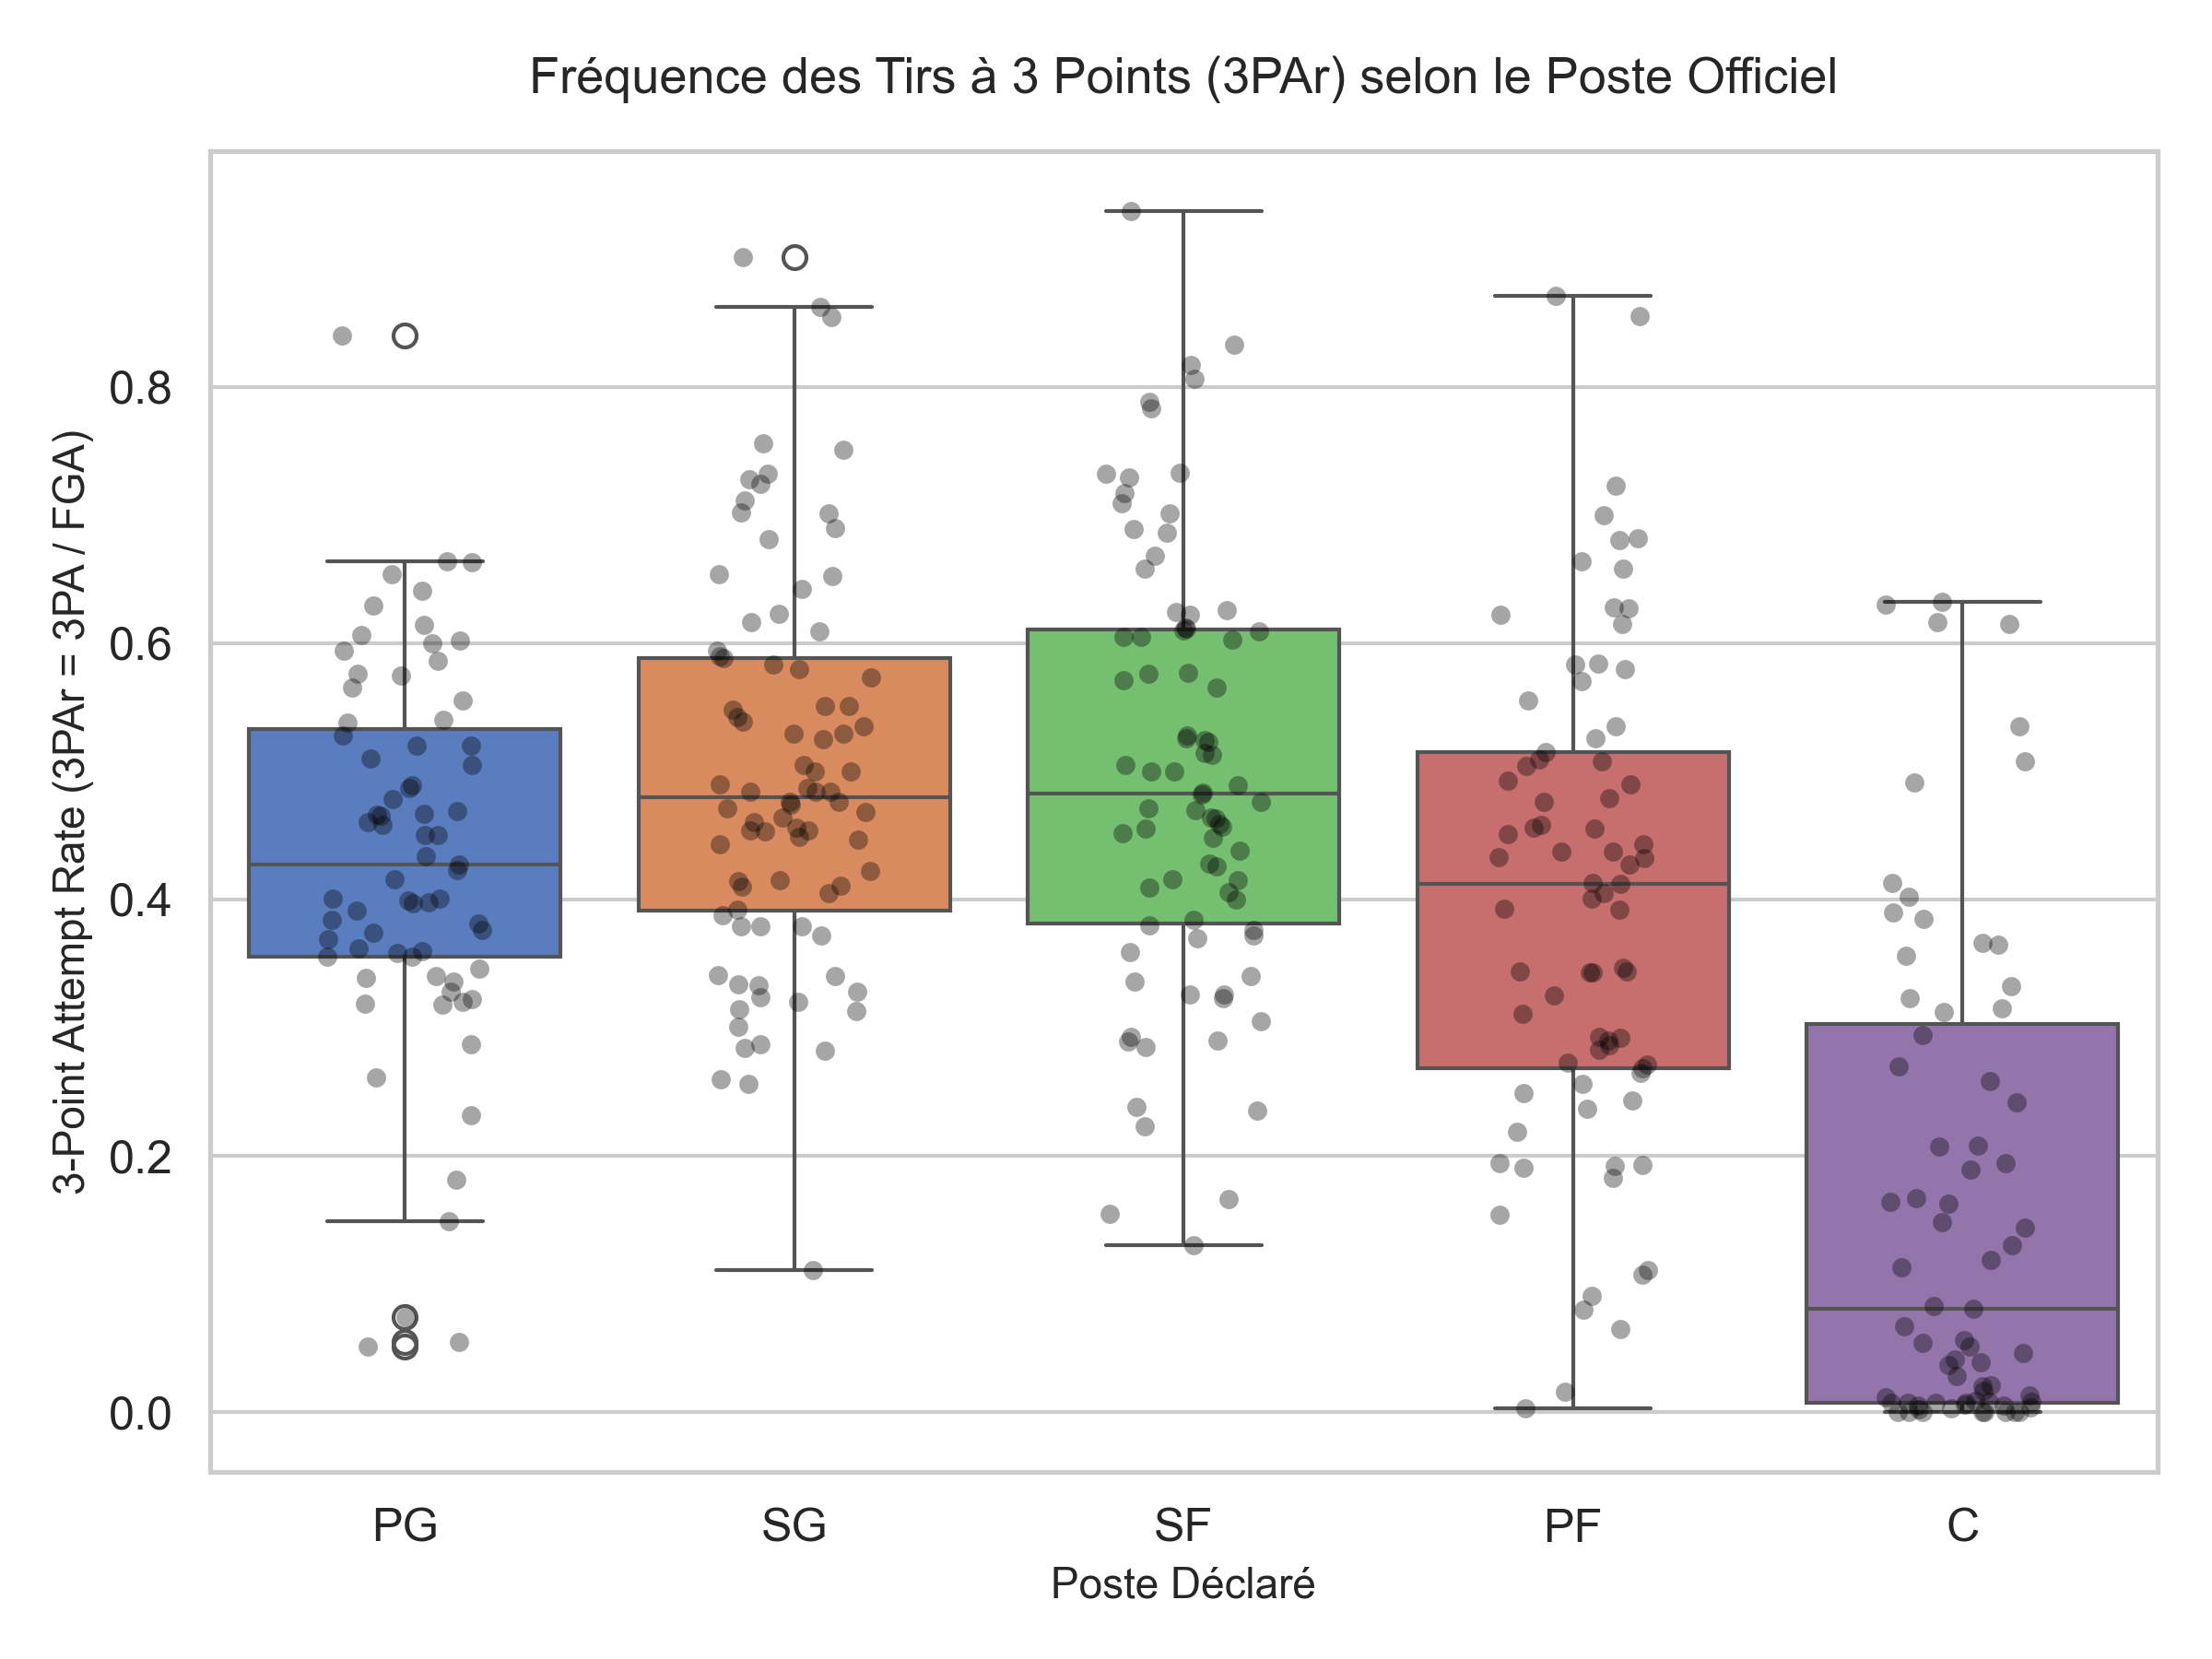 Fréquence des Tirs à 3 Points (3PAr) selon le Poste Officiel
3-Point Attempt Rate (3PAr = 3PA / FGA)
0.8
0.6
0.4
0.2
0.0
PG SG SF PF C
Poste Déclaré